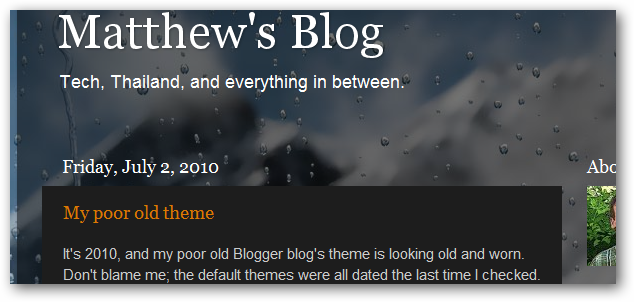 Matthew's Blog
Tech, Thailand, and everything in between.
Friday, July 2, 2010
Abo
My poor old theme
It's 2010, and my poor old Blogger blog's theme is looking old and worn.
Don't blame me; the default themes were all dated the last time I checked.